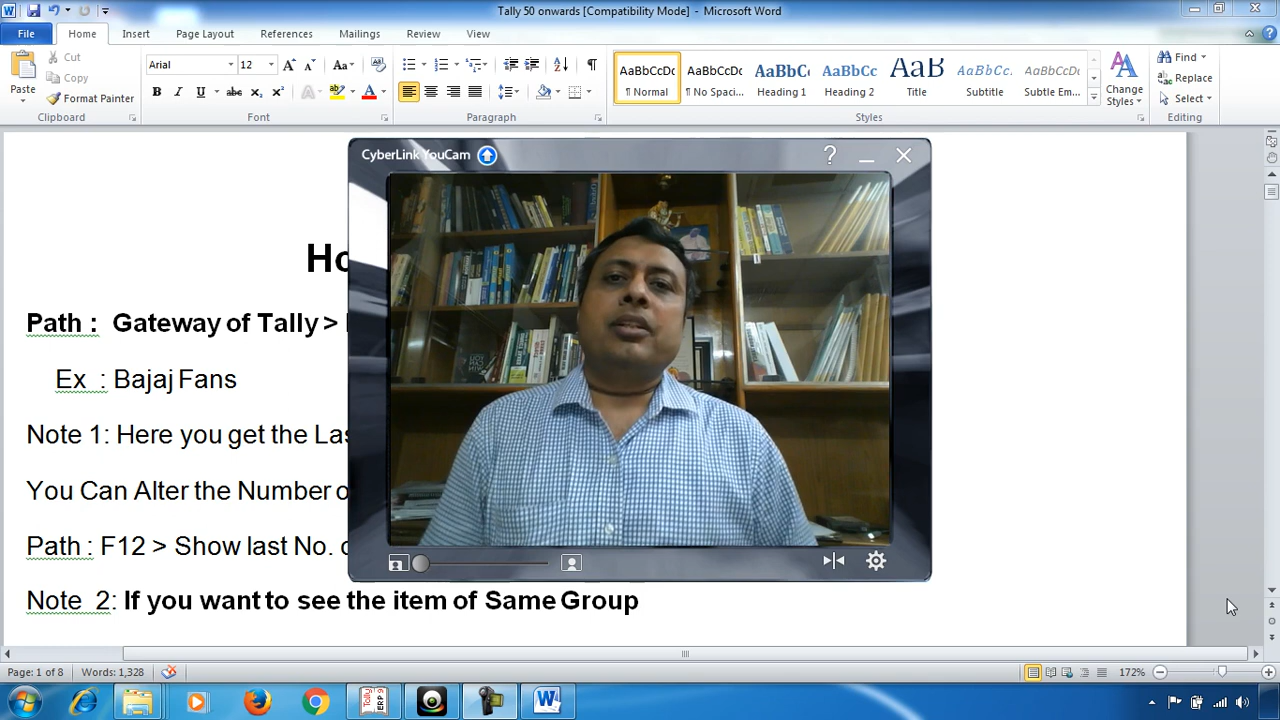 Tally 50 onwards [Compatibility Mode] - Microsoft Word
File Home Insert Page Layout References Mailings Review View
Paste
Cut
Copy
Format Painter
Clipboard
Arial 12
Font
Paragraph
AaBbCcDc AaBbCcDc AaBbCc AaBbCc AaB AaBbCcI AaBbCcDc
¶ Normal ¶ No Spaci... Heading 1 Heading 2 Title Subtitle Subtle Em...
Styles
Change
Styles
Find
Replace
Select
Editing
CyberLink YouCam
Ho
Path : Gateway of Tally >
Ex : Bajaj Fans
Note 1: Here you get the Las
You Can Alter the Number o
Path : F12 > Show last No.
Note 2: If you want to see the item of Same Group
Page: 1 of 8 Words: 1,328 172%
Tally
ERP 9